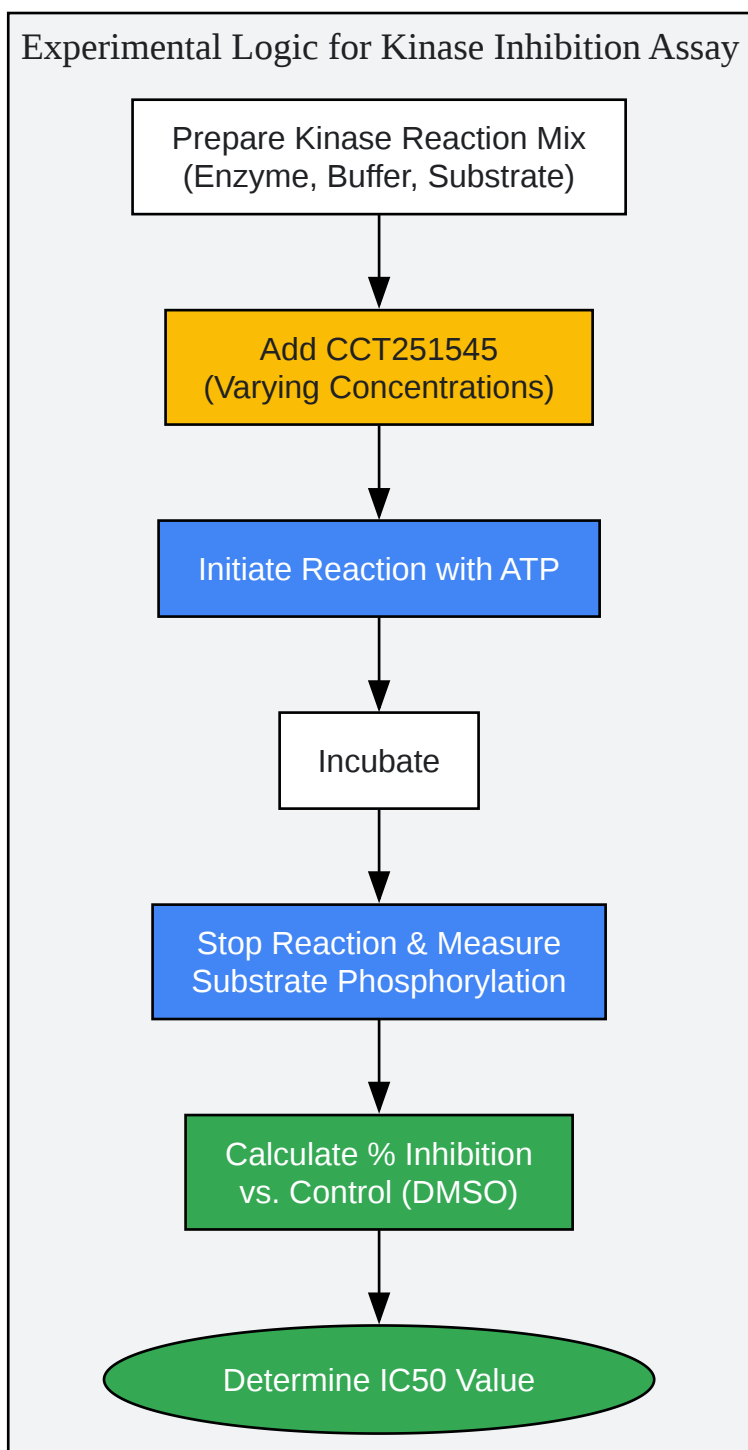 Experimental Logic for Kinase Inhibition Assay
Prepare Kinase Reaction Mix
(Enzyme, Buffer, Substrate)
Add CCT251545
(Varying Concentrations)
Initiate Reaction with ATP
Incubate
Stop Reaction & Measure
Substrate Phosphorylation
Calculate % Inhibition
vs. Control (DMSO)
Determine IC50 Value